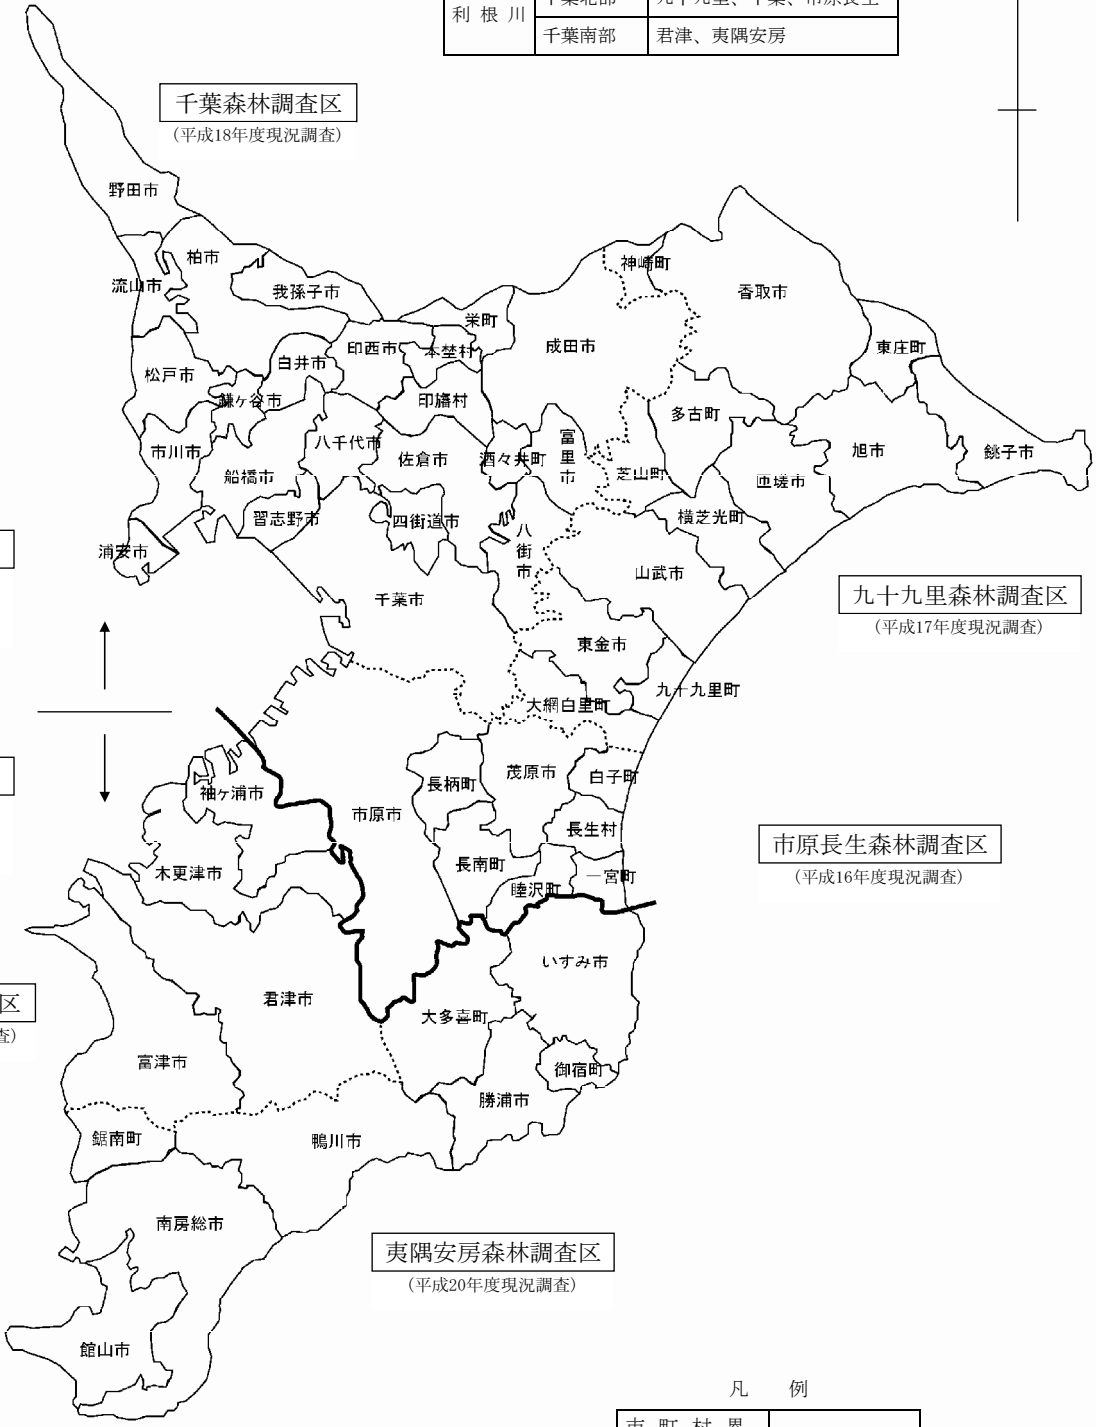 利根川
千葉南部 君津、夷隅安房
千葉森林調査区
(平成18年度現況調査)
野田市
柏市
流山市
我孫子市
神崎町
香取市
栄町
成田市
東庄町
印西市
本埜村
白井市
松戸市
鎌ヶ谷市
印旛村
多古町
八千代市
富里市
旭市
銚子市
市川市
佐倉市
酒々井町
船橋市
芝山町
匝瑳市
習志野市
四街道市
横芝光町
八街市
浦安市
山武市
千葉市
九十九里森林調査区
(平成17年度現況調査)
東金市
九十九里町
大網白里町
茂原市
白子町
長柄町
袖ヶ浦市
市原市
長生村
市原長生森林調査区
(平成16年度現況調査)
長南町
木更津市
睦沢町
一宮町
いすみ市
君津市
区
査)
大多喜町
富津市
御宿町
勝浦市
鋸南町
鴨川市
南房総市
夷隅安房森林調査区
(平成20年度現況調査)
館山市
凡 例
市町村界